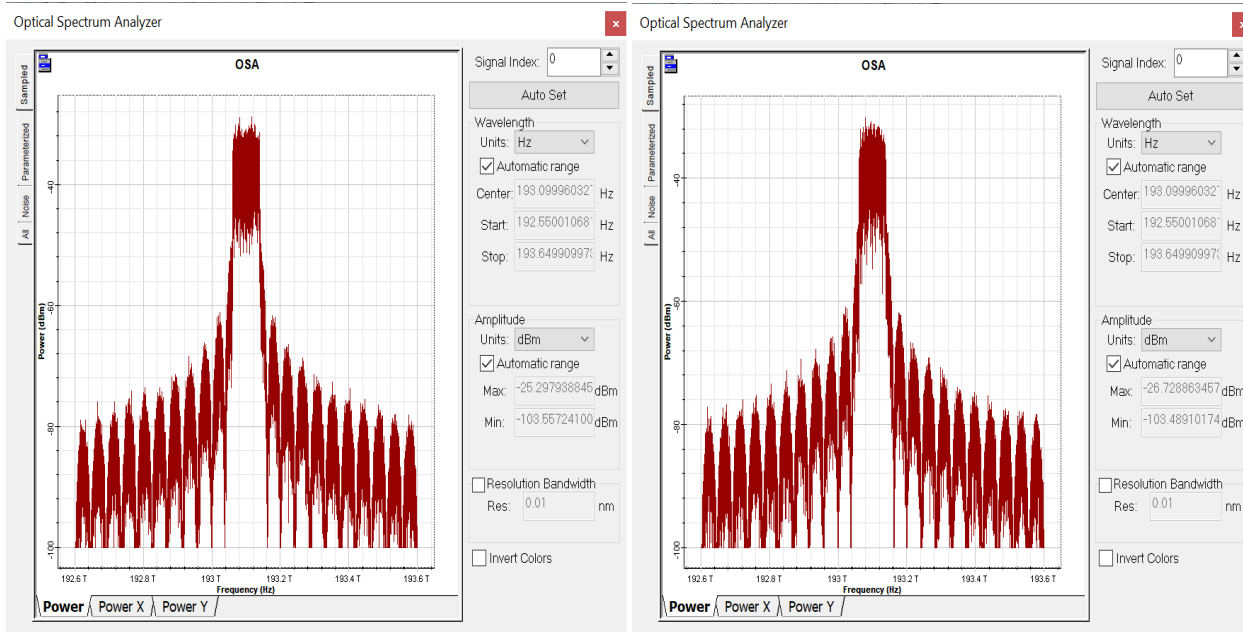 Optical Spectrum Analyzer
x
OSA
Sampled
Parameterized
Noise
All
Power (dBm)
-40
-60
-80
-100
192.6 T 192.8 T 193 T 193.2 T 193.4 T 193.6 T
Frequency (Hz)
Power Power X Power Y
Signal Index: 0
Auto Set
Wavelength
Units: Hz
Automatic range
Center: 193.09996032 Hz
Start: 192.55001068 Hz
Stop: 193.64990997 Hz
Amplitude
Units: dBm
Automatic range
Max: -25.297938845 dBm
Min: -103.55724100 dBm
Resolution Bandwidth
Res: 0.01 nm
Invert Colors
Optical Spectrum Analyzer
x
OSA
Sampled
Parameterized
Noise
All
Power (dBm)
-40
-60
-80
-100
192.6 T 192.8 T 193 T 193.2 T 193.4 T 193.6 T
Frequency (Hz)
Power Power X Power Y
Signal Index: 0
Auto Set
Wavelength
Units: Hz
Automatic range
Center: 193.09996032 Hz
Start: 192.55001068 Hz
Stop: 193.64990997 Hz
Amplitude
Units: dBm
Automatic range
Max: -26.728863457 dBm
Min: -103.48910174 dBm
Resolution Bandwidth
Res: 0.01 nm
Invert Colors